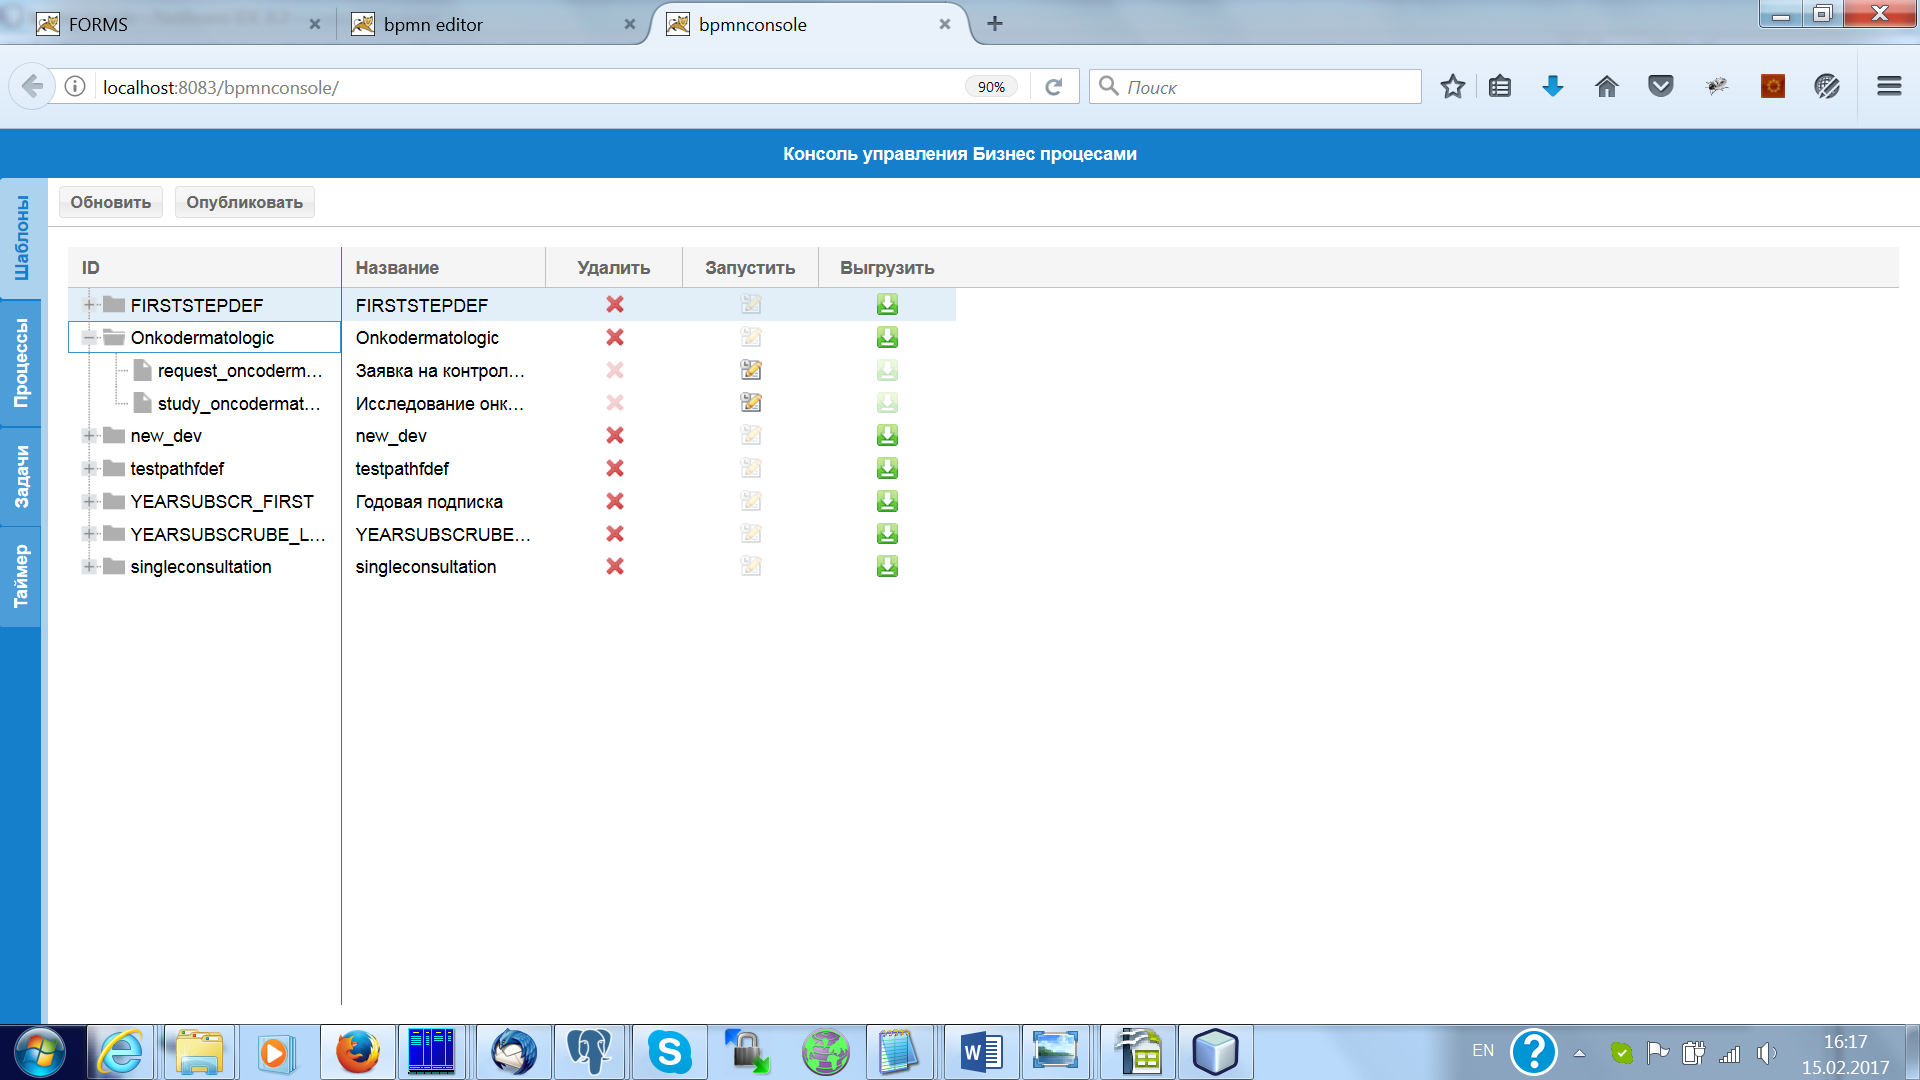 FORMS
bpmn editor
bpmnconsole
localhost:8083/bpmnconsole/
90%
Поиск
Консоль управления Бизнес процесами
Шаблоны
Процессы
Задачи
Таймер
Обновить Опубликовать
ID Название Удалить Запустить Выгрузить
FIRSTSTEPDEF FIRSTSTEPDEF
Onkodermatologic Onkodermatologic
request_oncoderm... Заявка на контрол...
study_oncodermat... Исследование онк...
new_dev new_dev
testpathfdef testpathfdef
YEARSUBSCR_FIRST Годовая подписка
YEARSUBSCRUBE_L... YEARSUBSCRUBE...
singleconsultation singleconsultation
EN
16:17
15.02.2017